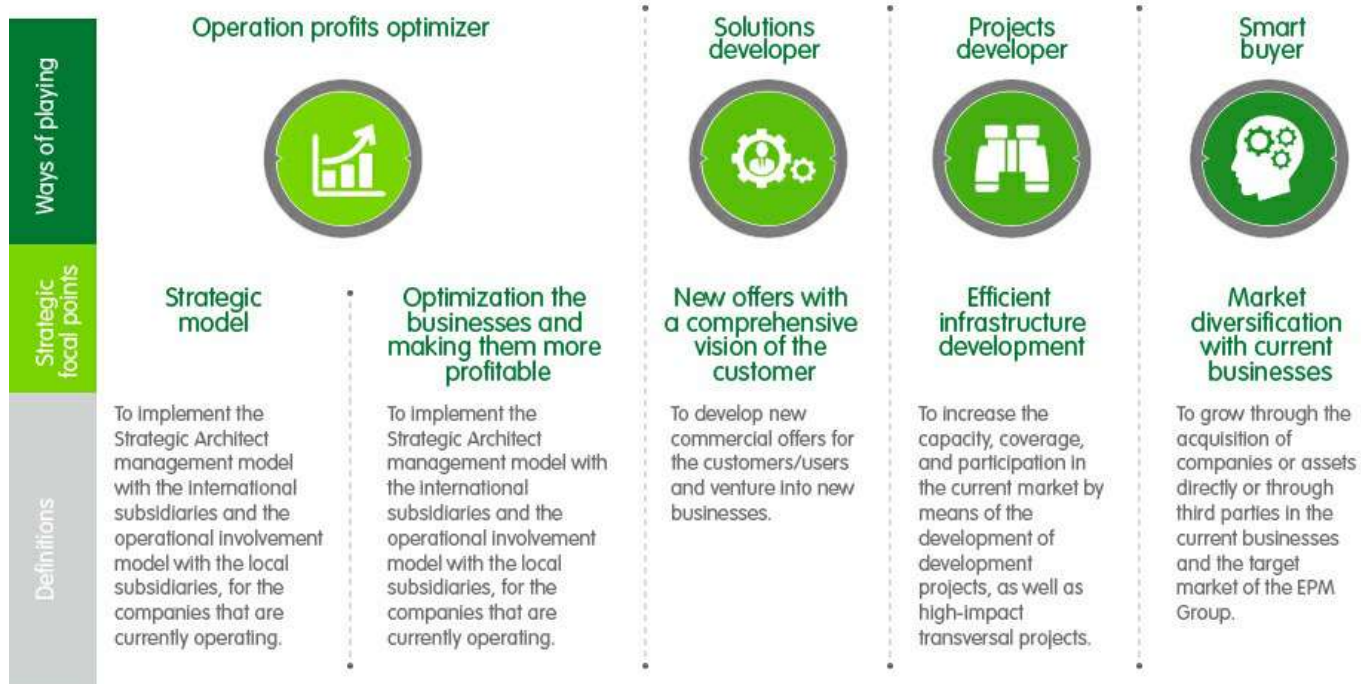 Ways of playing
Operation profits optimizer
Solutions
developer
Projects
developer
Smart
buyer
Strategic
focal points
Strategic
model
Optimization the
businesses and
making them more
profitable
New offers with
a comprehensive
vision of the
customer
Efficient
infrastructure
development
Market
diversification
with current
businesses
Definitions
To implement the
Strategic Architect
management model
with the international
subsidiaries and the
operational involvement
model with the local
subsidiaries, for the
companies that are
currently operating.
To implement the
Strategic Architect
management model with
the international
subsidiaries and the
operational involvement
model with the local
subsidiaries, for the
companies that are
currently operating.
To develop new
commercial offers for
the customers/users
and venture into new
businesses.
To increase the
capacity, coverage,
and participation in
the current market by
means of the
development of
development
projects, as well as
high-impact
transversal projects.
To grow through the
acquisition of
companies or assets
directly or through
third parties in the
current businesses
and the target
market of the EPM
Group.